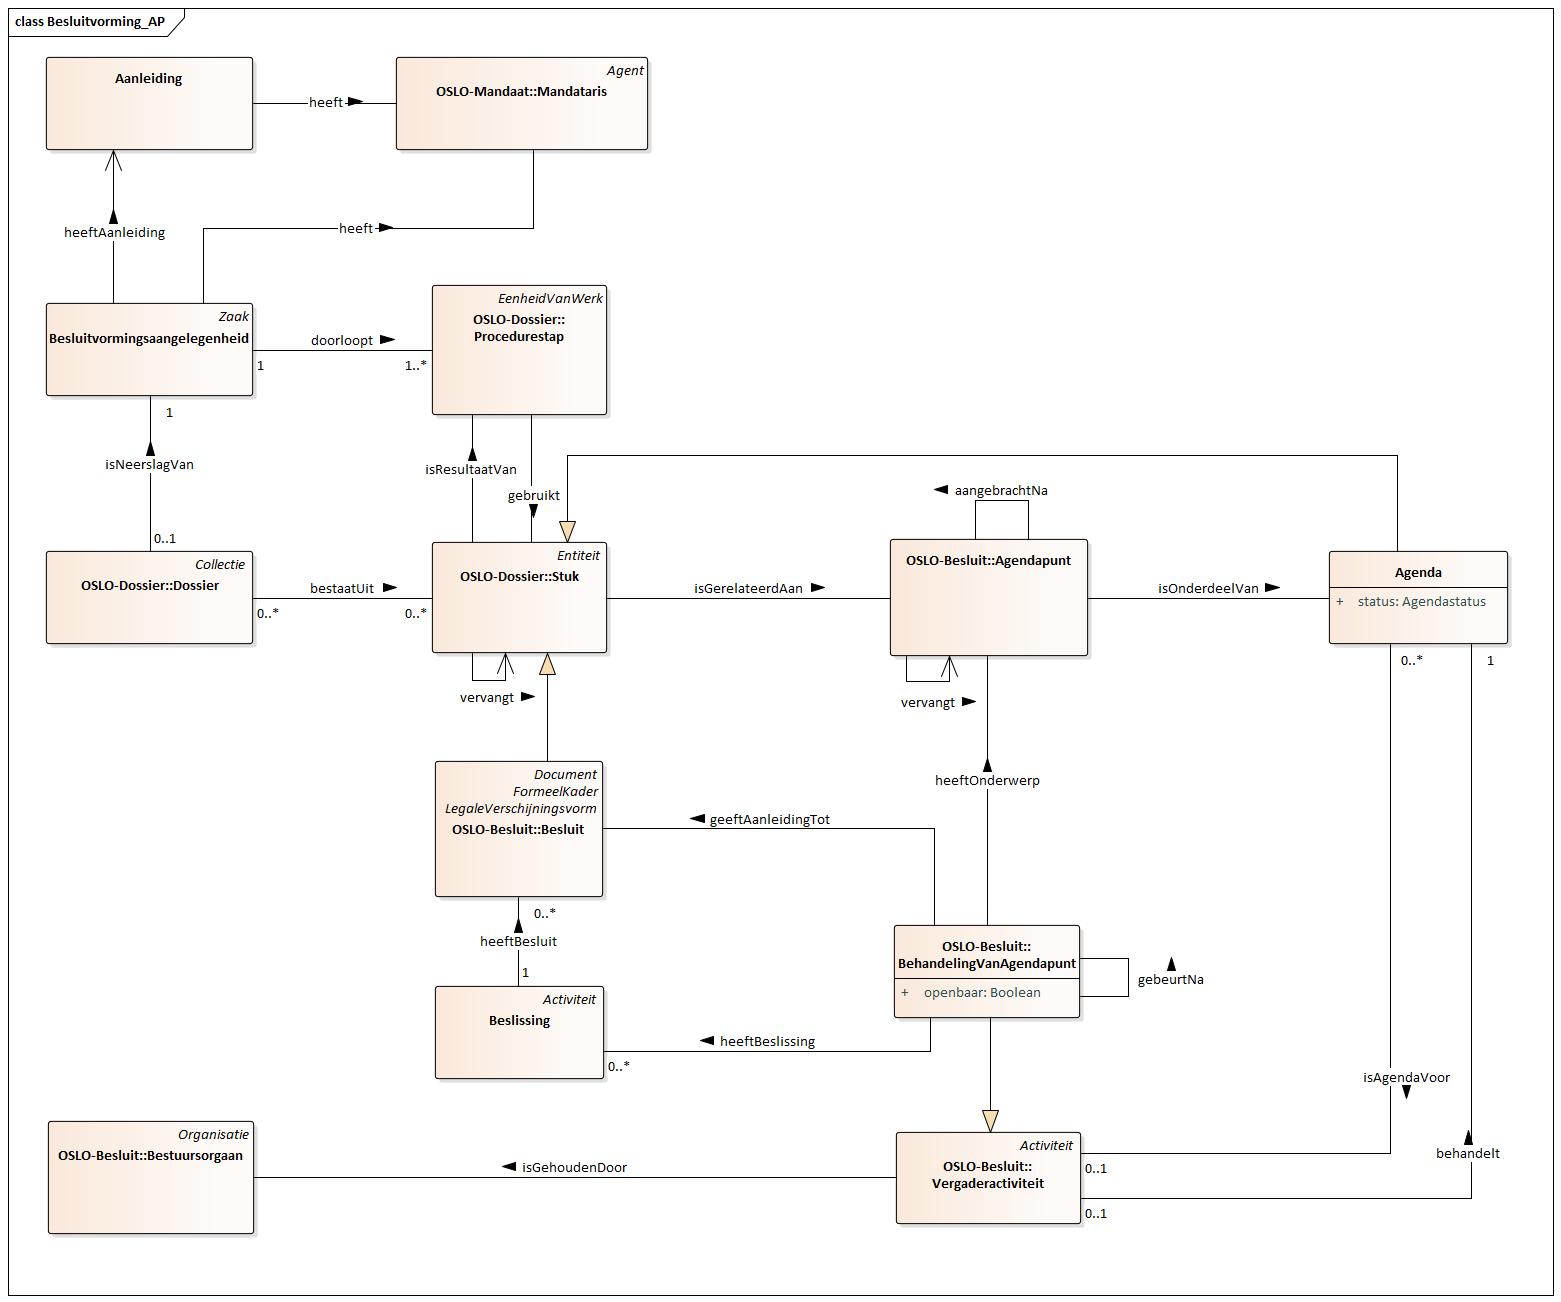 class Besluitvorming_AP
Aanleiding
Agent
OSLO-Mandaat::Mandataris
heeft
heeftAanleiding
heeft
Zaak
Besluitvormingsaangelegenheid
doorloopt
1
1..*
EenheidVanWerk
OSLO-Dossier::
Procedurestap
1
isNeerslagVan
0..1
isResultaatVan
gebruikt
aangebrachtNa
Collectie
OSLO-Dossier::Dossier
bestaatUit
0..*
0..*
Entiteit
OSLO-Dossier::Stuk
isGerelateerdAan
OSLO-Besluit::Agendapunt
isOnderdeelVan
Agenda
+ status: Agendastatus
vervangt
vervangt
0..*
1
Document
FormeelKader
LegaleVerschijningsvorm
OSLO-Besluit::Besluit
heeftOnderwerp
geeftAanleidingTot
0..*
heeftBesluit
1
OSLO-Besluit::
BehandelingVanAgendapunt
+ openbaar: Boolean
gebeurtNa
Activiteit
Beslissing
heeftBeslissing
0..*
isAgendaVoor
behandelt
Organisatie
OSLO-Besluit::Bestuursorgaan
isGehoudenDoor
Activiteit
OSLO-Besluit::
Vergaderactiviteit
0..1
0..1